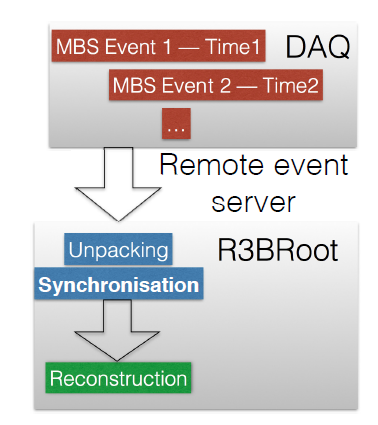 DAQ
MBS Event 1 — Time1
MBS Event 2 — Time2
...
Remote event
server
R3BRoot
Unpacking
Synchronisation
Reconstruction